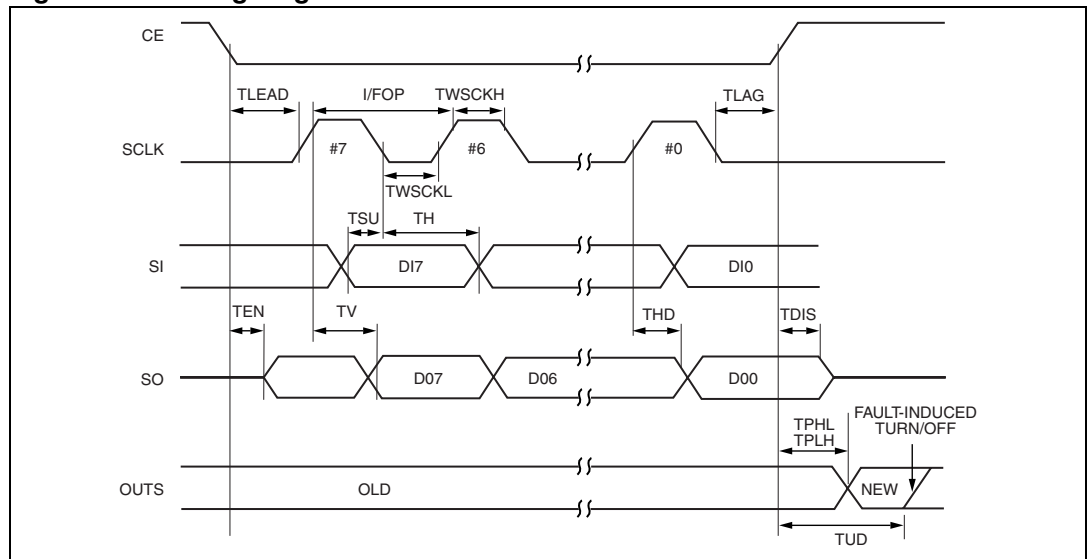 CE
TLEAD
I/FOP
TWSCKH
TLAG
SCLK
#7
#6
#0
TWSCKL
TSU
TH
SI
DI7
DI0
TEN
TV
THD
TDIS
SO
D07
D06
D00
TPHL
TPLH
FAULT-INDUCED
TURN/OFF
OUTS
OLD
NEW
TUD